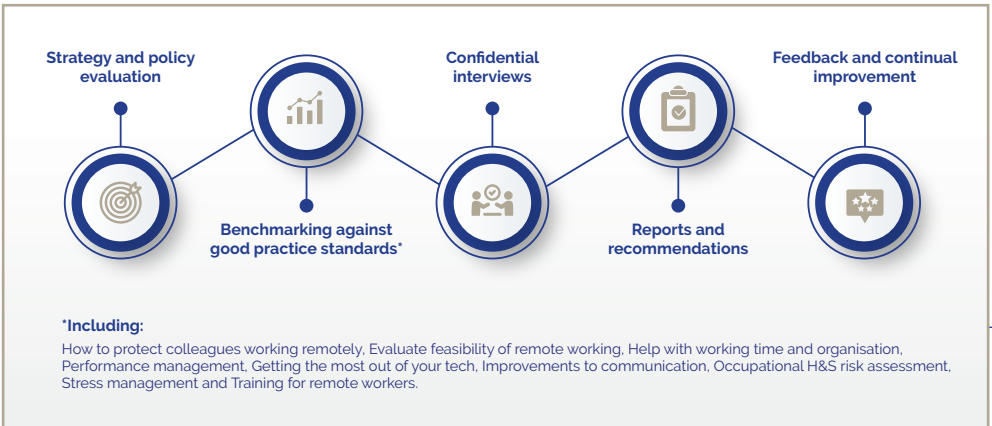 Strategy and policy
evaluation
Benchmarking against
good practice standards*
Confidential
interviews
Reports and
recommendations
Feedback and continual
improvement
*Including:
How to protect colleagues working remotely, Evaluate feasibility of remote working, Help with working time and organisation,
Performance management, Getting the most out of your tech, Improvements to communication, Occupational H&S risk assessment,
Stress management and Training for remote workers.